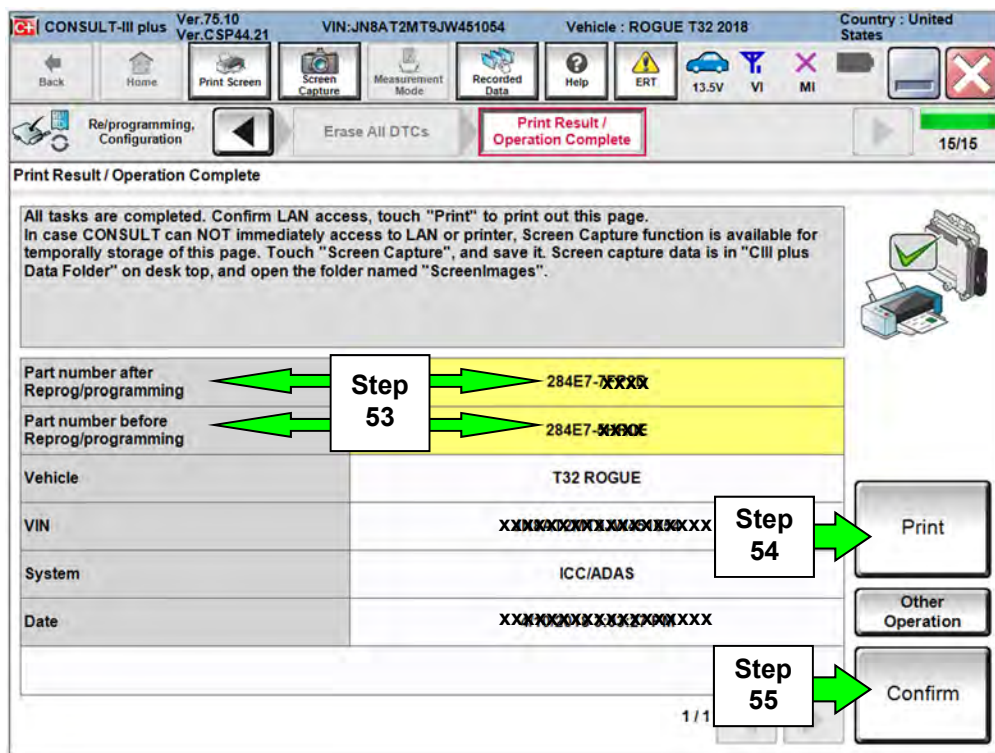 CONSULT-III plus Ver.75.10 Ver.CSP44.21 VIN:JN8AT2MT9JW451054 Vehicle : ROGUE T32 2018 Country : United States
Back Home Print Screen Screen Capture Measurement Mode Recorded Data Help ERT 13.5V VI MI
Re/programming, Configuration Erase All DTCs Print Result / Operation Complete 15/15
Print Result / Operation Complete
All tasks are completed. Confirm LAN access, touch "Print" to print out this page.
In case CONSULT can NOT immediately access to LAN or printer, Screen Capture function is available for
temporally storage of this page. Touch "Screen Capture", and save it. Screen capture data is in "CIII plus
Data Folder" on desk top, and open the folder named "ScreenImages".
Part number after
Reprog/programming
Step
53
284E7-
Part number before
Reprog/programming
284E7-
Vehicle T32 ROGUE
VIN
Step
54
Print
System ICC/ADAS
Date
Other
Operation
Step
55
Confirm
1/1